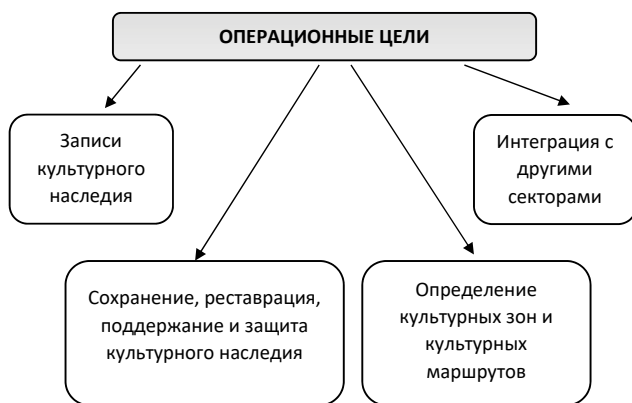 ОПЕРАЦИОННЫЕ ЦЕЛИ
Записи
культурного
наследия
Интеграция с
другими
секторами
Сохранение, реставрация,
поддержание и защита
культурного наследия
Определение
культурных зон и
культурных
маршрутов